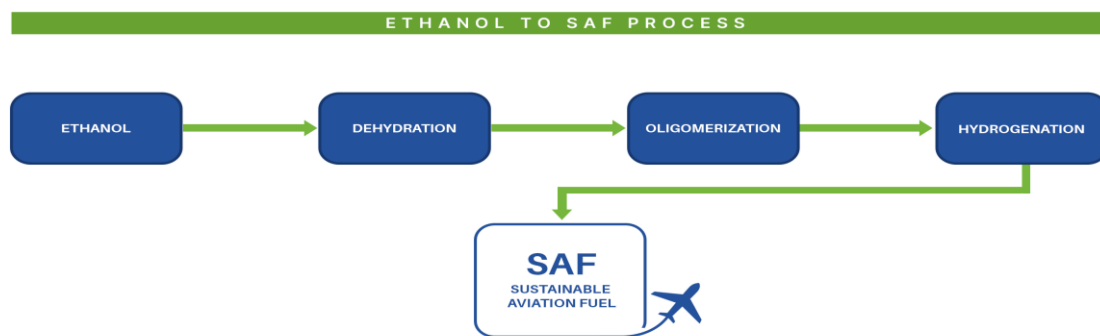 ETHANOL TO SAF PROCESS
ETHANOL
DEHYDRATION
OLIGOMERIZATION
HYDROGENATION
SAF
SUSTAINABLE
AVIATION FUEL